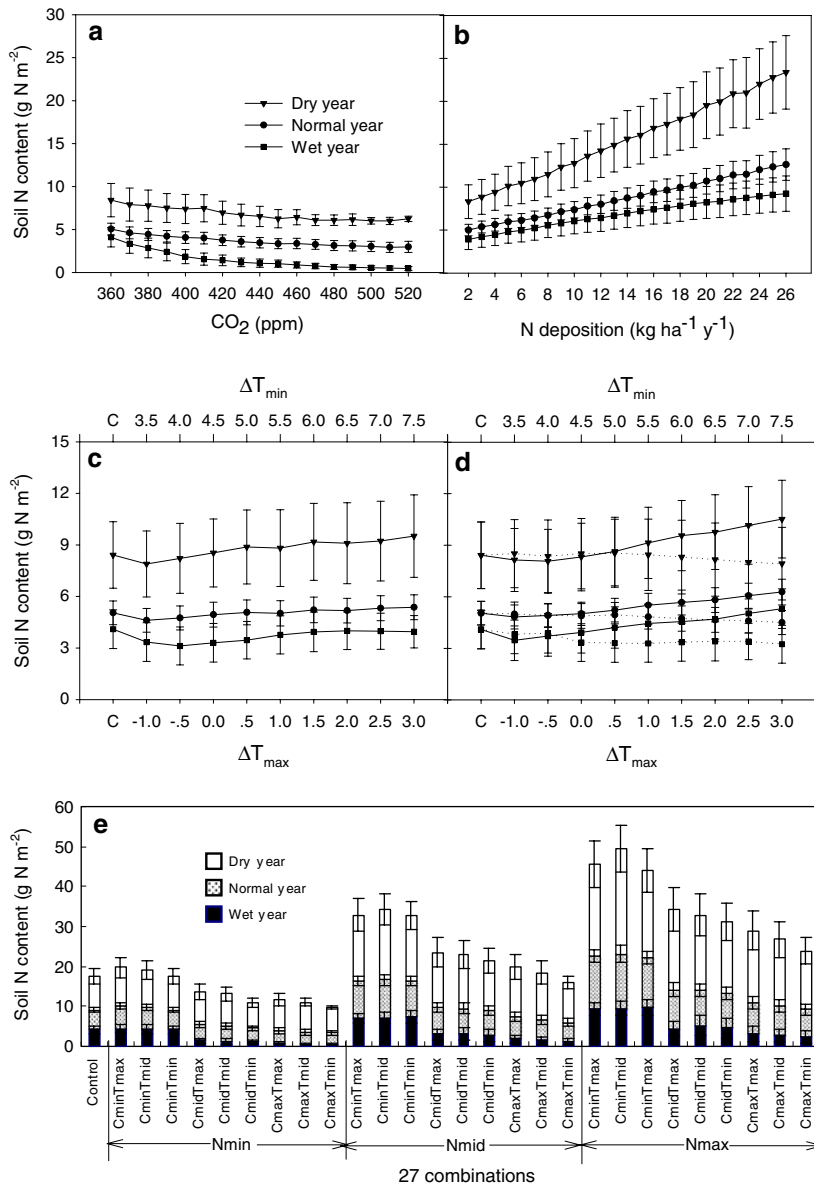 a
b
Soil N content (g N m-2)
30
25
20
15
10
5
0
Dry year
Normal year
Wet year
360 380 400 420 440 460 480 500 520
CO2 (ppm)
2 4 6 8 10 12 14 16 18 20 22 24 26
N deposition (kg ha-1 y-1)
ΔTmin
C 3.5 4.0 4.5 5.0 5.5 6.0 6.5 7.0 7.5
ΔTmin
C 3.5 4.0 4.5 5.0 5.5 6.0 6.5 7.0 7.5
c
d
Soil N content (g N m-2)
15
12
9
6
3
0
C -1.0 -.5 0.0 .5 1.0 1.5 2.0 2.5 3.0
ΔTmax
C -1.0 -.5 0.0 .5 1.0 1.5 2.0 2.5 3.0
ΔTmax
e
Soil N content (g N m-2)
60
50
40
30
20
10
0
Dry year
Normal year
Wet year
Control
CminTmax
CminTmid
CminTmin
CmidTmax
CmidTmid
CmidTmin
CmaxTmax
CmaxTmid
CmaxTmin
CminTmax
CminTmid
CminTmin
CmidTmax
CmidTmid
CmidTmin
CmaxTmax
CmaxTmid
CmaxTmin
CminTmax
CminTmid
CminTmin
CmidTmax
CmidTmid
CmidTmin
CmaxTmax
CmaxTmid
CmaxTmin
Nmin
Nmid
Nmax
27 combinations